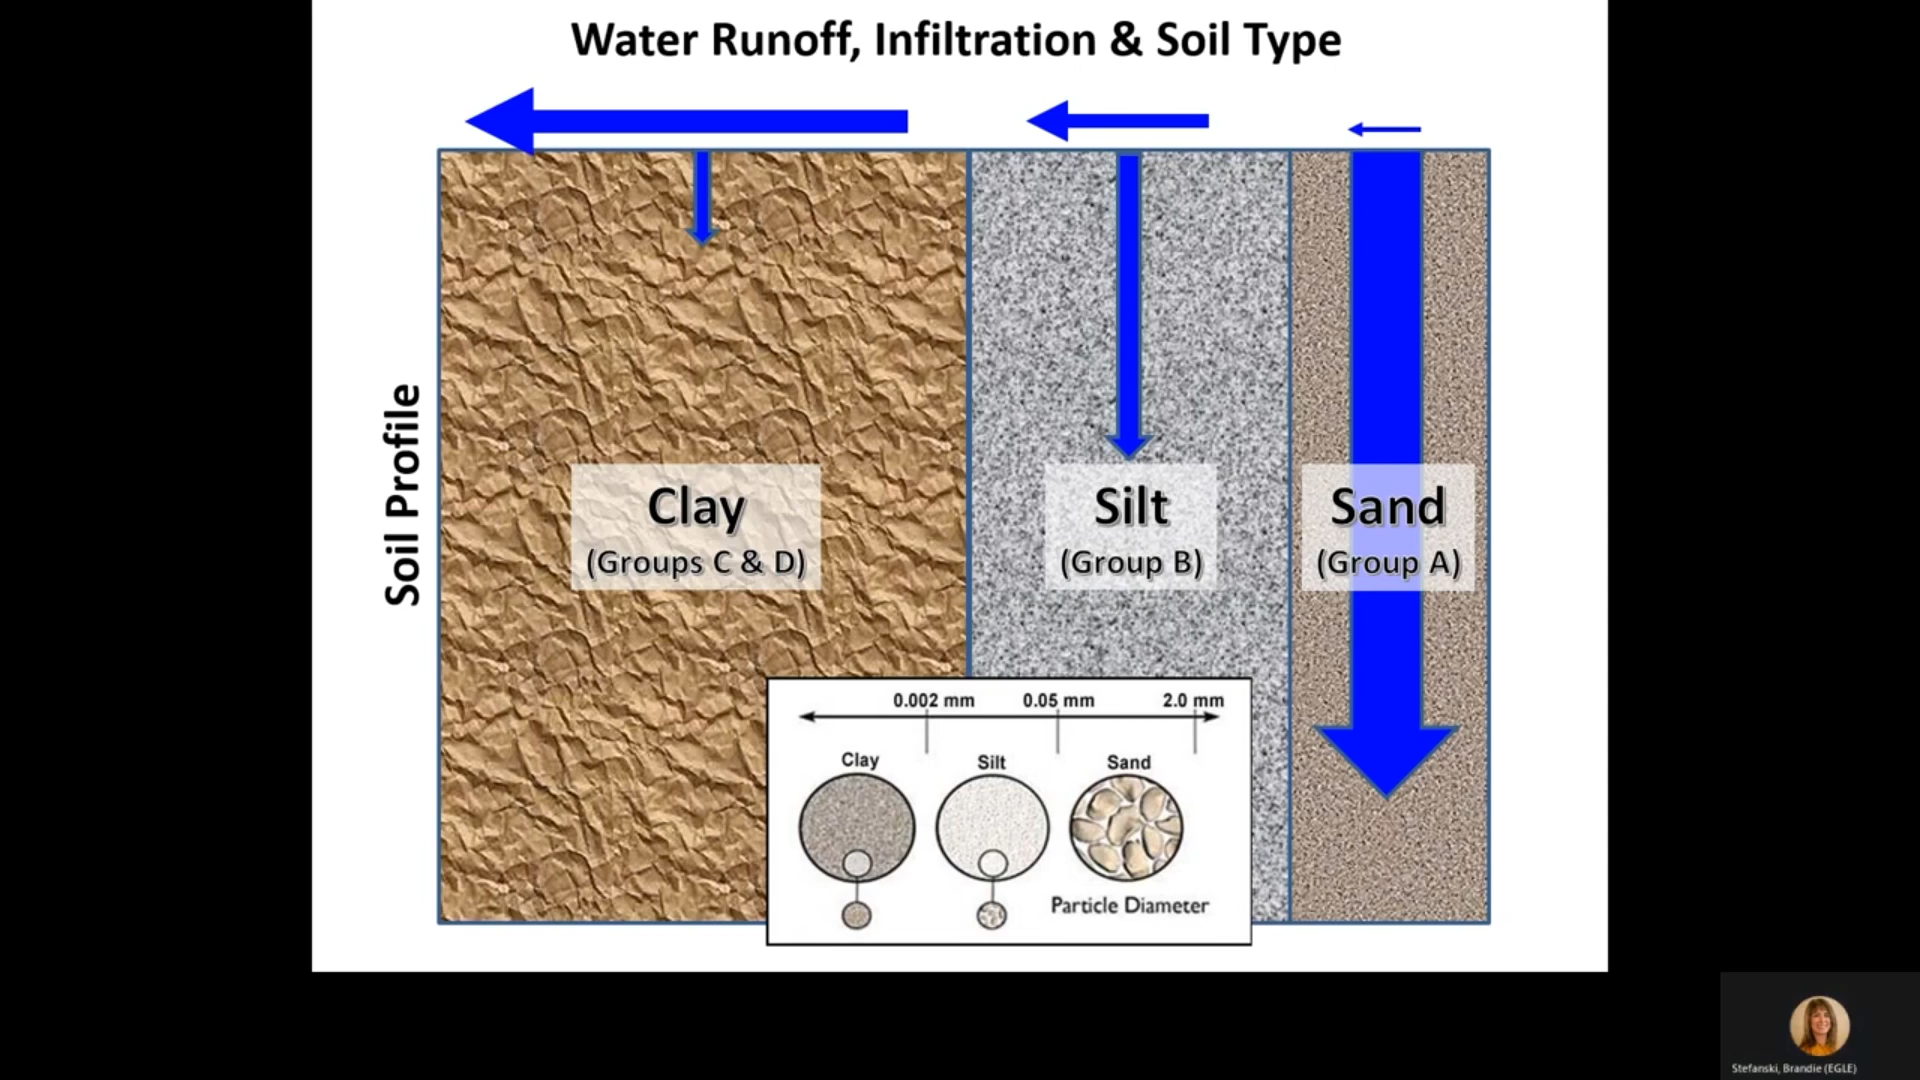 Water Runoff, Infiltration & Soil Type
Soil Profile
Clay
(Groups C & D)
Silt
(Group B)
Sand
(Group A)
0.002 mm
0.05 mm
2.0 mm
Clay
Silt
Sand
Particle Diameter
Stefanski, Brandie (EGLE)